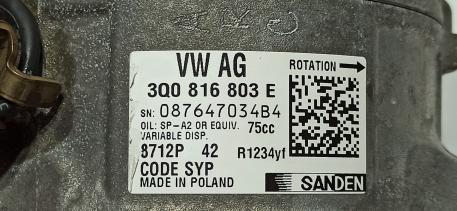 VW AG
ROTATION
3Q0 816 803 E
SN: 087647034B4
OIL: SP-A2 OR EQUIV. 75cc
VARIABLE DISP.
8712P 42 R1234yf
CODE SYP
MADE IN POLAND
SANDEN